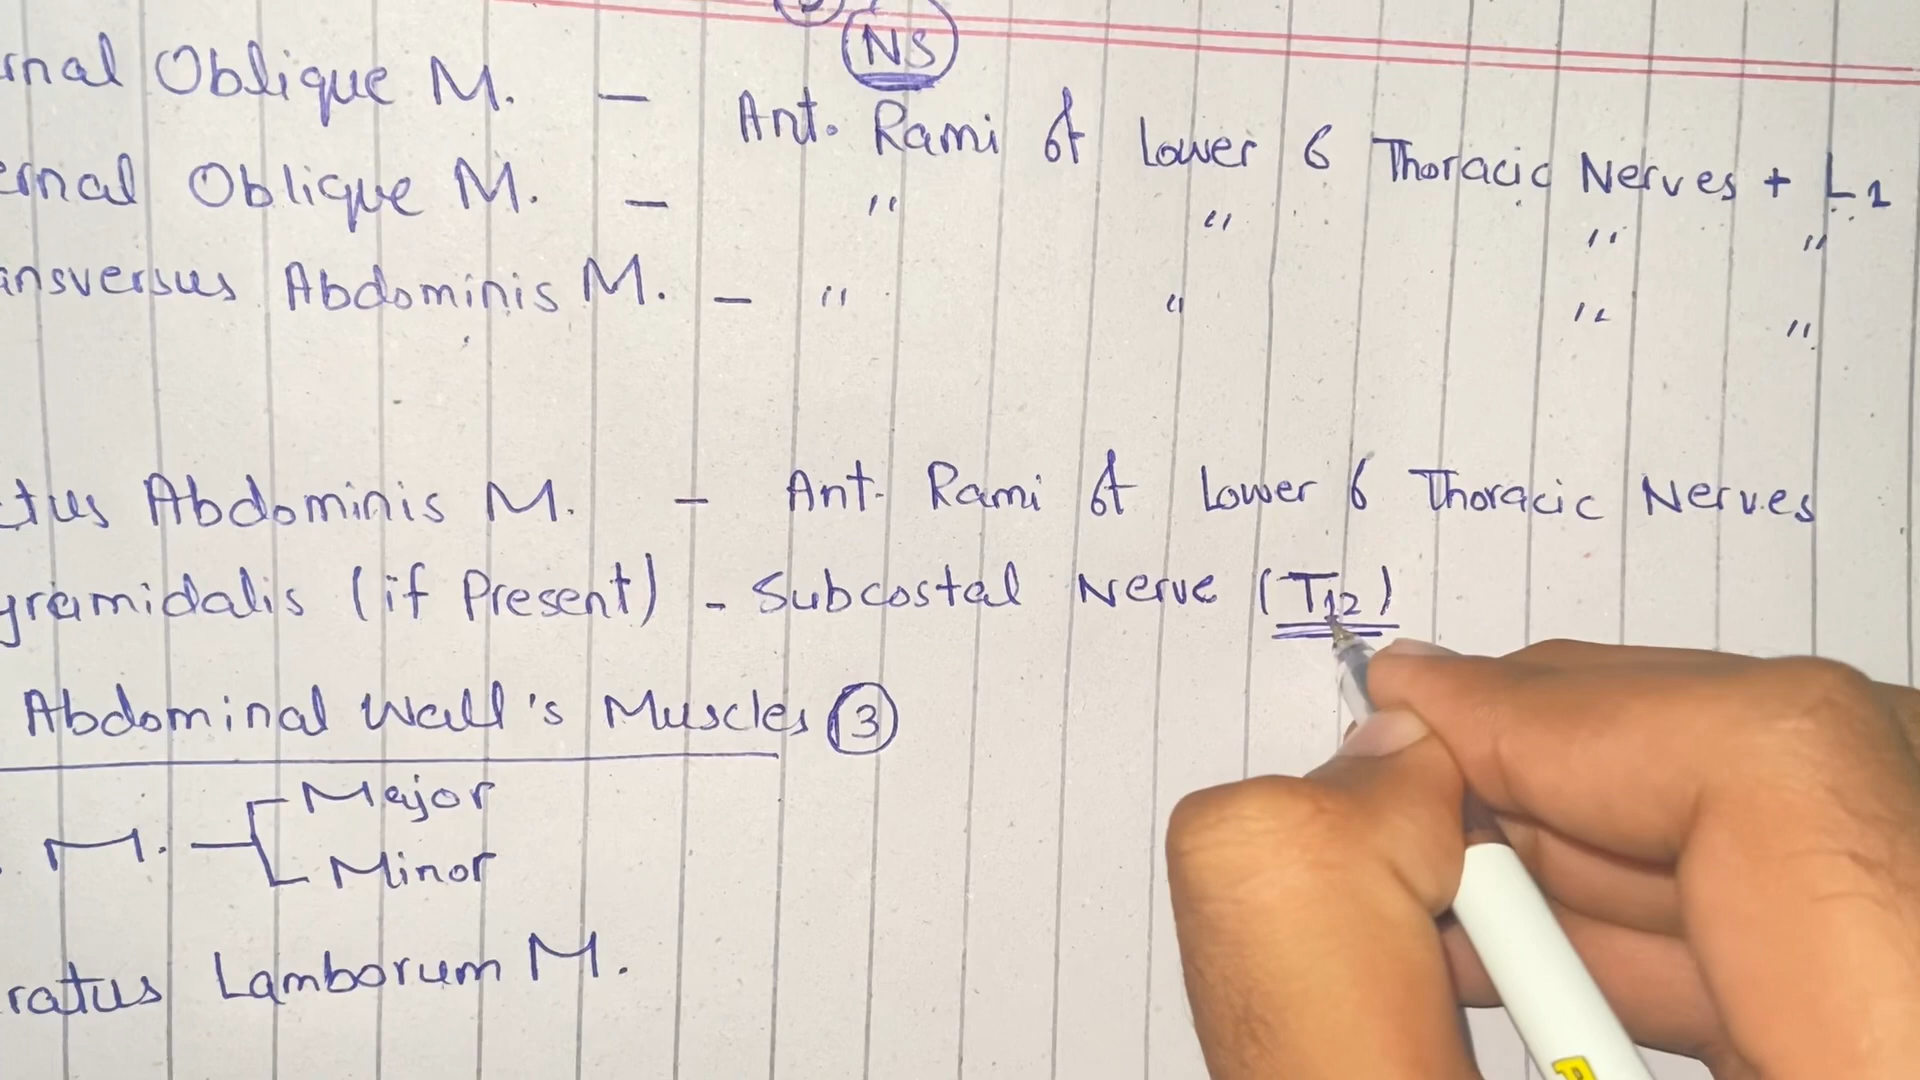 NS
rnal Oblique M. - Ant. Rami of Lower 6 Thoracic Nerves + L1
ernal Oblique M. - " " " "
ansversus Abdominis M. - " " " "
ctus Abdominis M. - Ant. Rami of Lower 6 Thoracic Nerves
yramidalis (if Present) - Subcostal Nerve (T12)
Abdominal Wall's Muscles 3
M. Major
Minor
ratus Lamborum M.